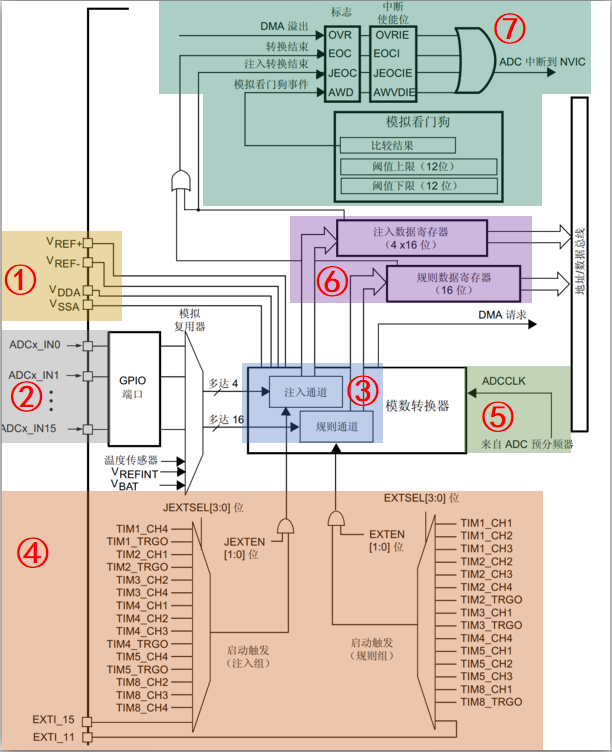 标志
中断
使能位
⑦
DMA 溢出
OVR
OVRIE
转换结束
EOC
EOCI
注入转换结束
JEOC
JEOCIE
ADC 中断到 NVIC
模拟看门狗事件
AWD
AWVDIE
模拟看门狗
比较结果
阈值上限（12位）
阈值下限（12 位）
①
VREF+
VREF-
VDDA
VSSA
⑥
注入数据寄存器
（4 x16 位）
规则数据寄存器
（16 位）
地址/数据总线
DMA 请求
模拟
复用器
②
ADCx_IN0
ADCx_IN1
ADCx_IN15
GPIO
端口
多达 4
多达 16
③
注入通道
规则通道
模数转换器
ADCCLK
⑤
来自 ADC 预分频器
温度传感器
VREFINT
VBAT
④
JEXTSEL[3:0] 位
JEXTEN
[1:0] 位
TIM1_CH4
TIM1_TRGO
TIM2_CH1
TIM2_TRGO
TIM3_CH2
TIM3_CH4
TIM4_CH1
TIM4_CH2
TIM4_CH3
TIM4_TRGO
TIM5_CH4
TIM5_TRGO
TIM8_CH2
TIM8_CH3
TIM8_CH4
启动触发
（注入组）
EXTI_15
EXTI_11
EXTSEL[3:0] 位
EXTEN
[1:0] 位
启动触发
（规则组）
TIM1_CH1
TIM1_CH2
TIM1_CH3
TIM2_CH2
TIM2_CH3
TIM2_CH4
TIM2_TRGO
TIM3_CH1
TIM3_TRGO
TIM4_CH4
TIM5_CH1
TIM5_CH2
TIM5_CH3
TIM8_CH1
TIM8_TRGO